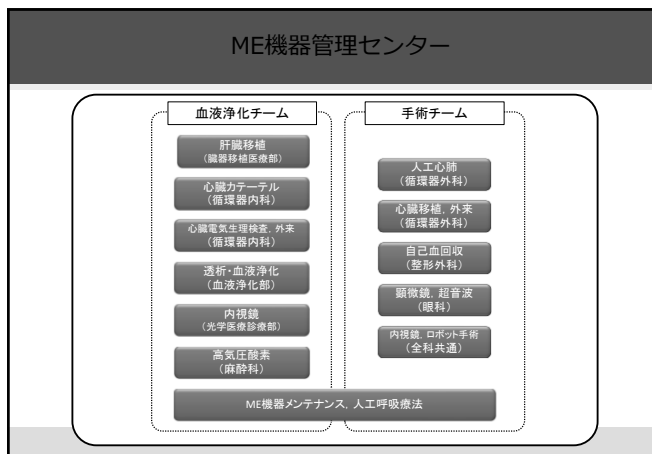 ME機器管理センター
血液浄化チーム
肝臓移植
(臓器移植医療部)
心臓カテーテル
(循環器内科)
心臓電気生理検査, 外来
(循環器内科)
透析・血液浄化
(血液浄化部)
内視鏡
(光学医療診療部)
高気圧酸素
(麻酔科)
手術チーム
人工心肺
(循環器外科)
心臓移植, 外来
(循環器外科)
自己血回収
(整形外科)
顕微鏡, 超音波
(眼科)
内視鏡, ロボット手術
(全科共通)
ME機器メンテナンス, 人工呼吸療法